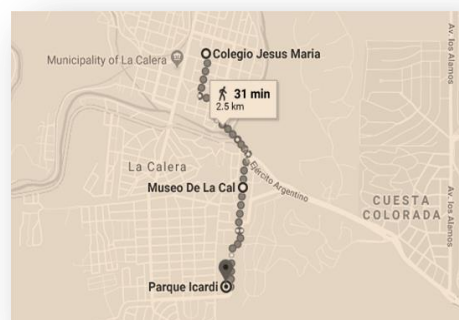 Av. los Alamos
Colegio Jesus Maria
Municipality of La Calera
31 min
2.5 km
La Calera
Ejército Argentino
Museo De La Cal
CUESTA
COLORADA
Av. los Alamos
Parque Icardi